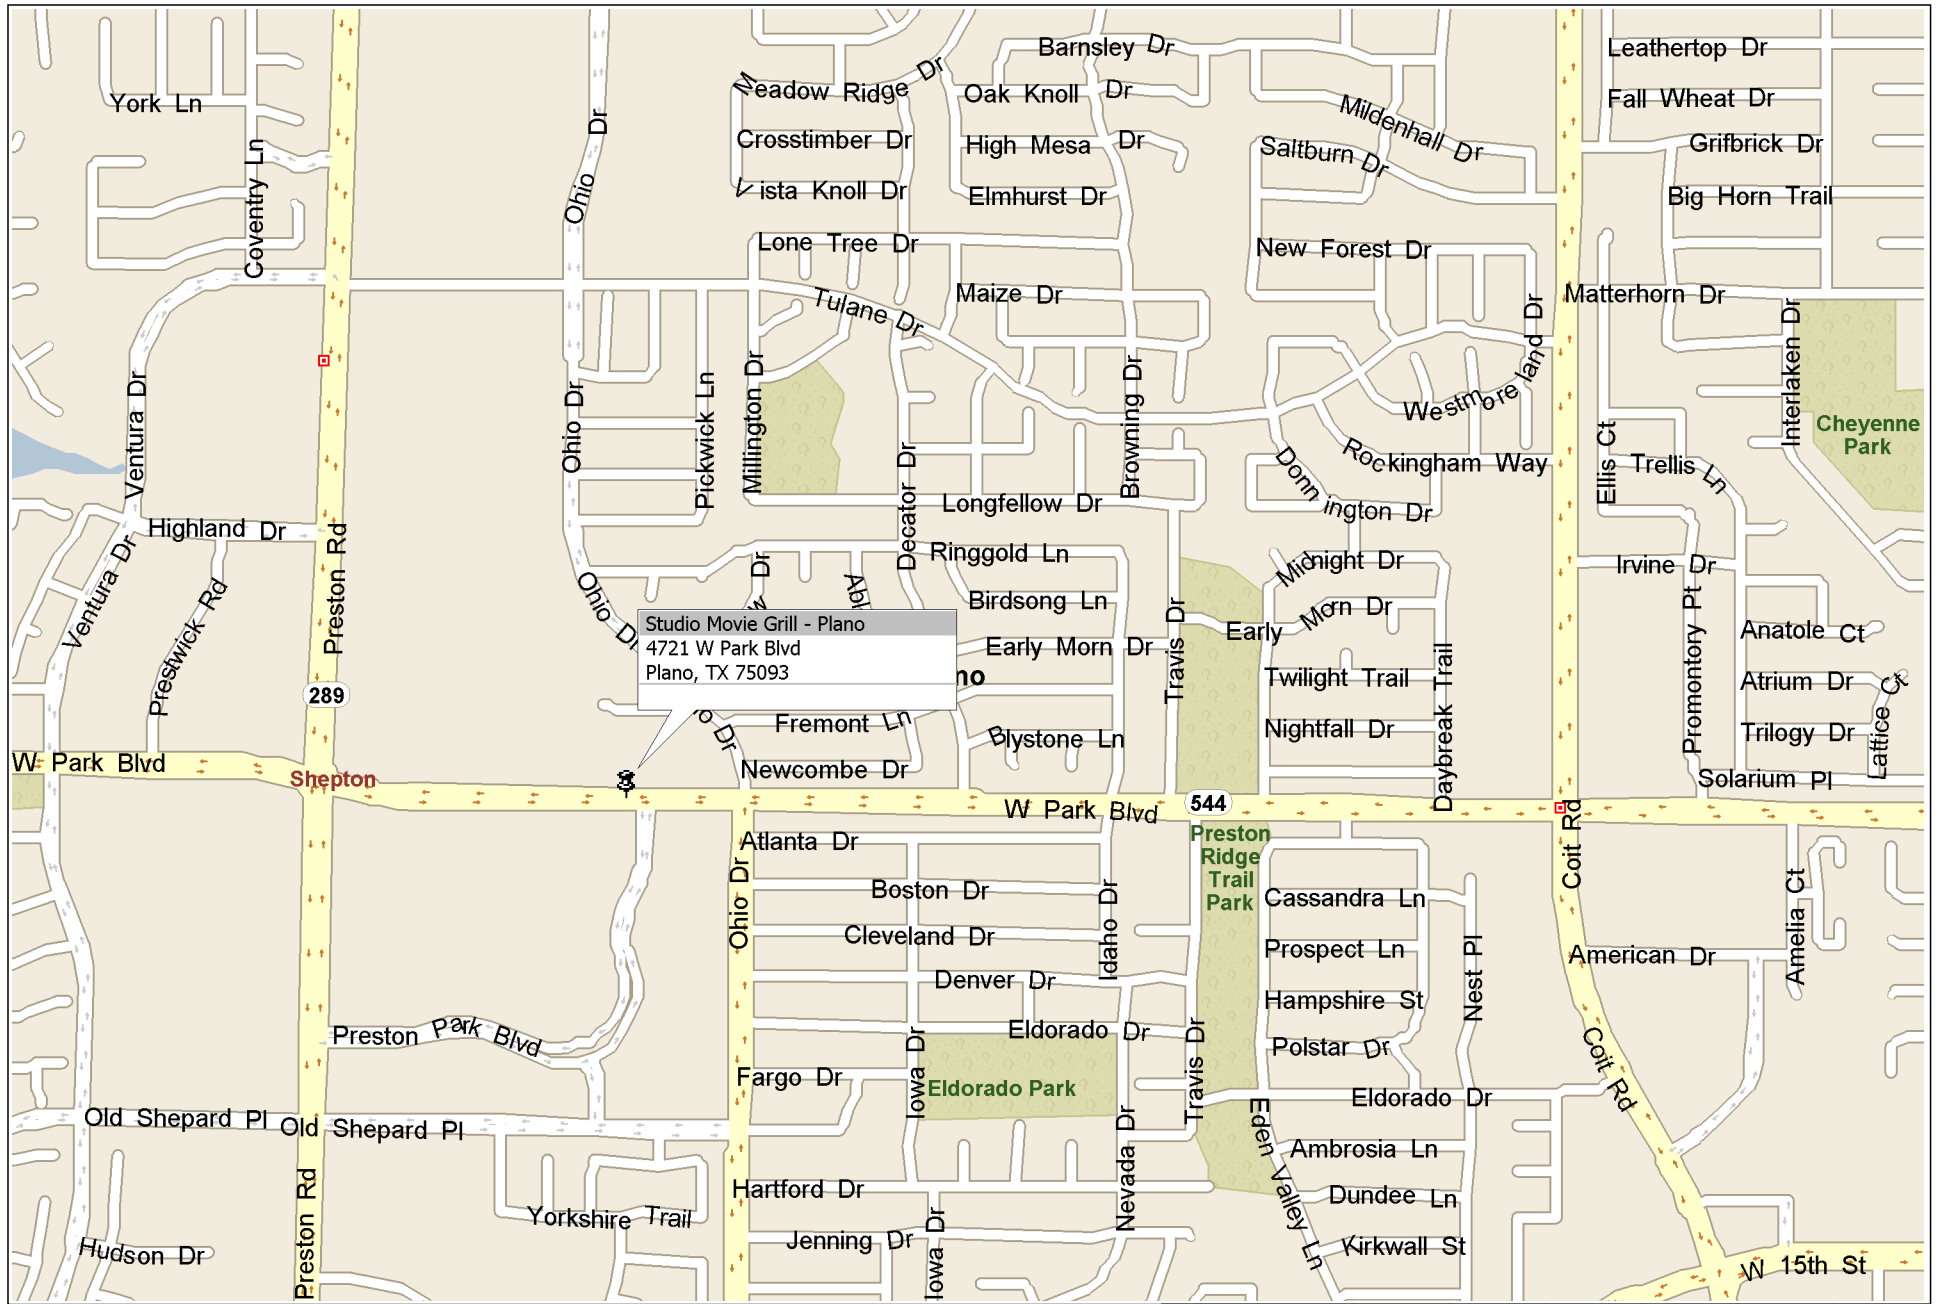 Barnsley Dr
Leathertop Dr
York Ln
Meadow Ridge Dr
Oak Knoll Dr
Mildenhall Dr
Fall Wheat Dr
Ohio Dr
Crosstimber Dr
High Mesa Dr
Saltburn Dr
Grifbrick Dr
Coventry Ln
Vista Knoll Dr
Elmhurst Dr
Big Horn Trail
Ohio Dr
Lone Tree Dr
New Forest Dr
Tulane Dr
Maize Dr
Matterhorn Dr
Interlaken Dr
Westmoreland Dr
Ventura Dr
Ohio Dr
Pickwick Ln
Millington Dr
Decator Dr
Browning Dr
Donnington Dr
Rockingham Way
Ellis Ct
Trellis Ln
Cheyenne
Park
Longfellow Dr
Highland Dr
Preston Rd
Ringgold Ln
Midnight Dr
Irvine Dr
Ventura Dr
Prestwick Rd
Ohio Dr
Dr
w
Abl
Birdsong Ln
Travis Dr
Early Morn Dr
Promontory Pt
Anatole Ct
Studio Movie Grill - Plano
4721 W Park Blvd
Plano, TX 75093
Early Morn Dr
no
Twilight Trail
Daybreak Trail
Atrium Dr
Lattice Ct
289
o Dr
Fremont Ln
Blystone Ln
Nightfall Dr
Trilogy Dr
W Park Blvd
Shepton
Newcombe Dr
Solarium Pl
W Park Blvd
544
Coit Rd
Atlanta Dr
Preston
Ridge
Trail
Park
Ohio Dr
Boston Dr
Idaho Dr
Cassandra Ln
Amelia Ct
Cleveland Dr
Prospect Ln
Nest Pl
American Dr
Denver Dr
Hampshire St
Preston Park Blvd
Iowa Dr
Eldorado Dr
Travis Dr
Polstar Dr
Coit Rd
Fargo Dr
Eldorado Park
Eldorado Dr
Old Shepard Pl
Old Shepard Pl
Nevada Dr
Eden Valley Ln
Ambrosia Ln
Preston Rd
Hartford Dr
Dundee Ln
Yorkshire Trail
Iowa Dr
Hudson Dr
Jenning Dr
Kirkwall St
W 15th St